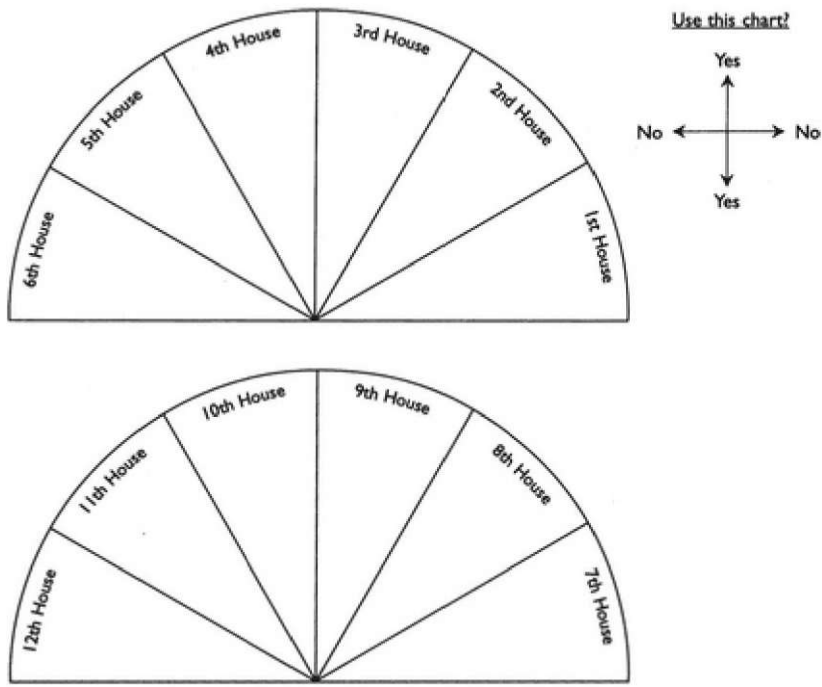 Use this chart?
Yes
No
No
Yes
6th House
5th House
4th House
3rd House
2nd House
1st House
12th House
11th House
10th House
9th House
8th House
7th House